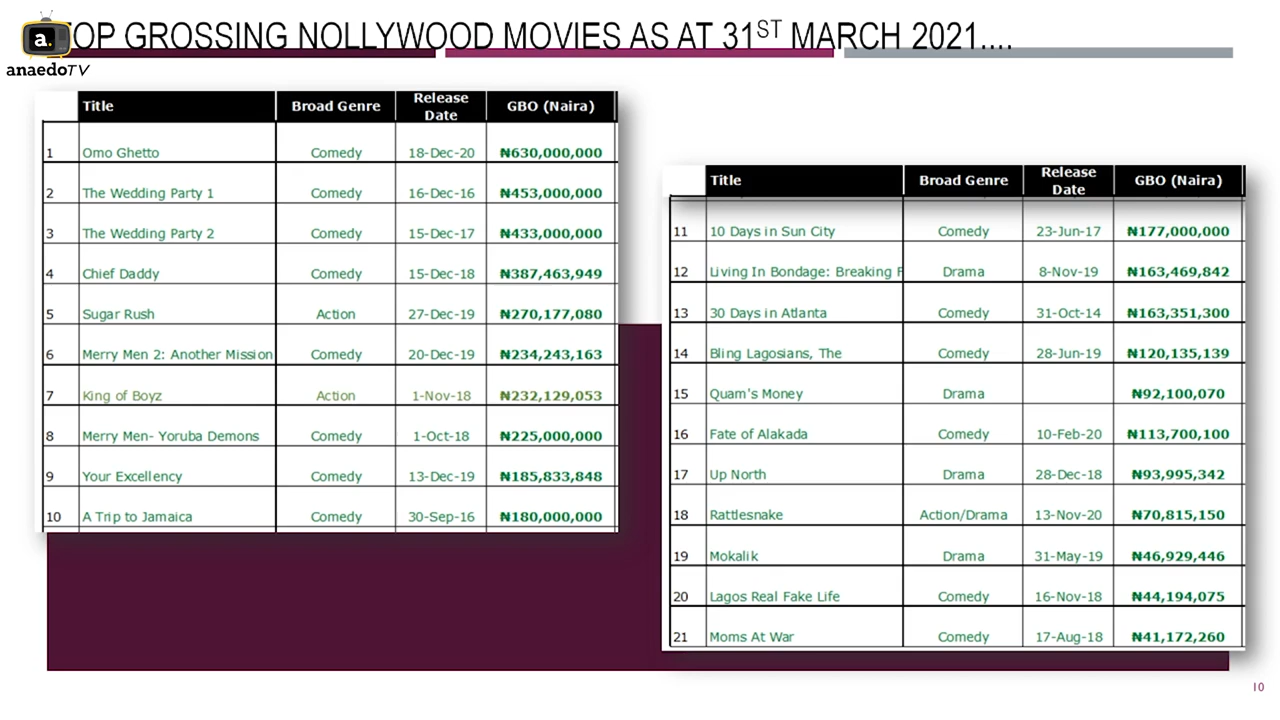 TOP GROSSING NOLLYWOOD MOVIES AS AT 31ST MARCH 2021....
a.
anaedoTV
Title Broad Genre Release Date GBO (Naira)
1 Omo Ghetto Comedy 18-Dec-20 ₦630,000,000
2 The Wedding Party 1 Comedy 16-Dec-16 ₦453,000,000
3 The Wedding Party 2 Comedy 15-Dec-17 ₦433,000,000
4 Chief Daddy Comedy 15-Dec-18 ₦387,463,949
5 Sugar Rush Action 27-Dec-19 ₦270,177,080
6 Merry Men 2: Another Mission Comedy 20-Dec-19 ₦234,243,163
7 King of Boyz Action 1-Nov-18 ₦232,129,053
8 Merry Men- Yoruba Demons Comedy 1-Oct-18 ₦225,000,000
9 Your Excellency Comedy 13-Dec-19 ₦185,833,848
10 A Trip to Jamaica Comedy 30-Sep-16 ₦180,000,000
Title Broad Genre Release Date GBO (Naira)
11 10 Days in Sun City Comedy 23-Jun-17 ₦177,000,000
12 Living In Bondage: Breaking F Drama 8-Nov-19 ₦163,469,842
13 30 Days in Atlanta Comedy 31-Oct-14 ₦163,351,300
14 Bling Lagosians, The Comedy 28-Jun-19 ₦120,135,139
15 Quam's Money Drama ₦92,100,070
16 Fate of Alakada Comedy 10-Feb-20 ₦113,700,100
17 Up North Drama 28-Dec-18 ₦93,995,342
18 Rattlesnake Action/Drama 13-Nov-20 ₦70,815,150
19 Mokalik Drama 31-May-19 ₦46,929,446
20 Lagos Real Fake Life Comedy 16-Nov-18 ₦44,194,075
21 Moms At War Comedy 17-Aug-18 ₦41,172,260
10